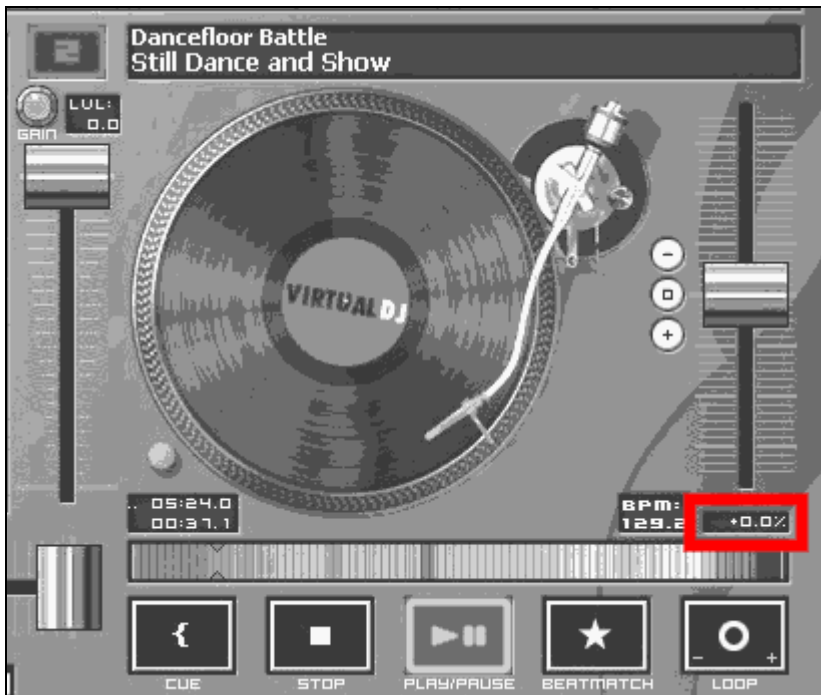 2
Dancefloor Battle
Still Dance and Show
LVL:
0.0
GAIN
VIRTUAL DJ
-
+
.. 05:24.0
00:37.1
BPM:
129.2
+0.0%
{
- +
CUE
STOP
PLAY/PAUSE
BEATMATCH
LOOP